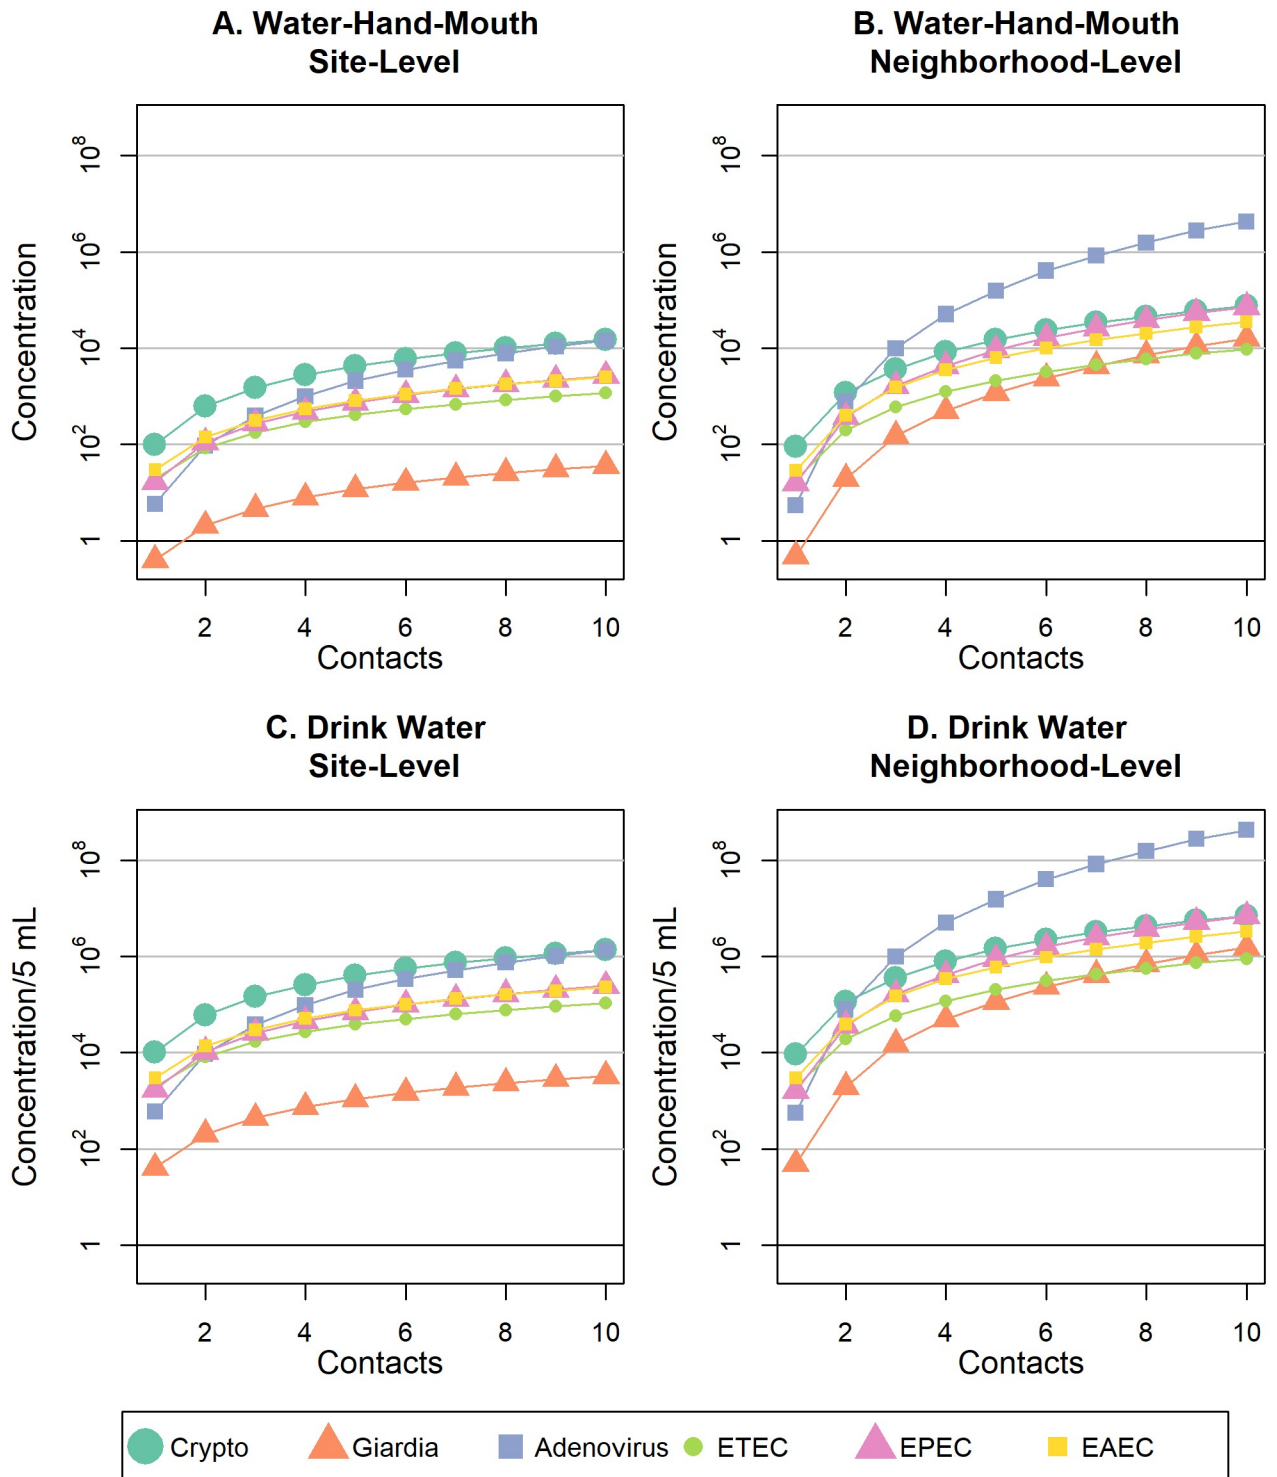 A. Water-Hand-Mouth
Site-Level
B. Water-Hand-Mouth
Neighborhood-Level
Concentration
10^8
10^6
10^4
10^2
1
2 4 6 8 10
Contacts
Concentration
10^8
10^6
10^4
10^2
1
2 4 6 8 10
Contacts
C. Drink Water
Site-Level
D. Drink Water
Neighborhood-Level
Concentration/5 mL
10^8
10^6
10^4
10^2
1
2 4 6 8 10
Contacts
Concentration/5 mL
10^8
10^6
10^4
10^2
1
2 4 6 8 10
Contacts
Crypto Giardia Adenovirus ETEC EPEC EAEC